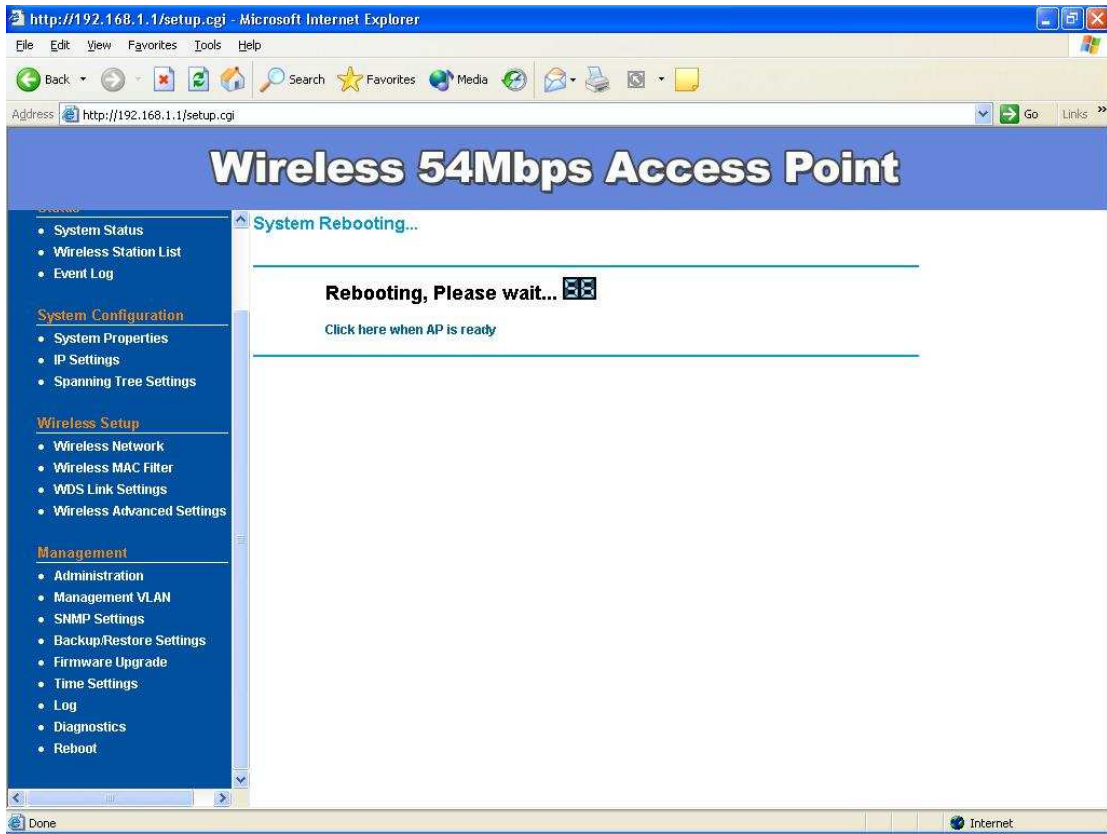 http://192.168.1.1/setup.cgi - Microsoft Internet Explorer
File Edit View Favorites Tools Help
Back Search Favorites Media
Address http://192.168.1.1/setup.cgi Go Links »
Wireless 54Mbps Access Point
Status
System Status
Wireless Station List
Event Log
System Configuration
System Properties
IP Settings
Spanning Tree Settings
Wireless Setup
Wireless Network
Wireless MAC Filter
WDS Link Settings
Wireless Advanced Settings
Management
Administration
Management VLAN
SNMP Settings
Backup/Restore Settings
Firmware Upgrade
Time Settings
Log
Diagnostics
Reboot
System Rebooting...
Rebooting, Please wait...
Click here when AP is ready
Done Internet